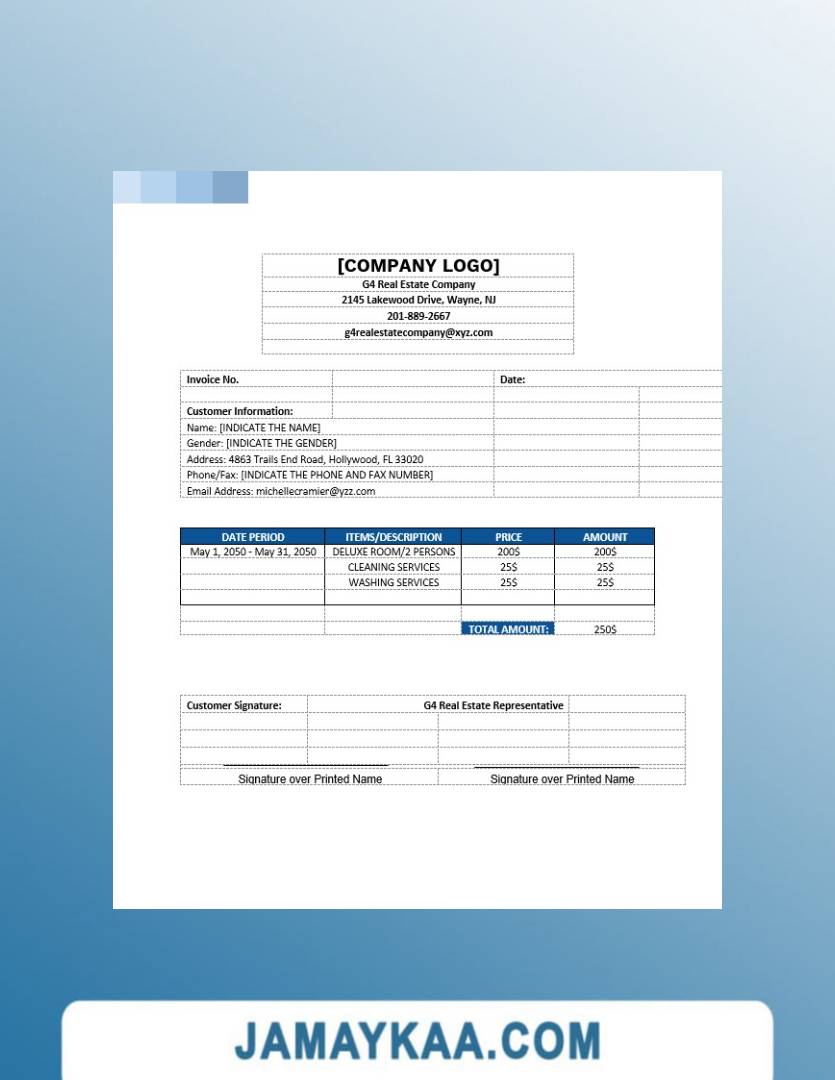 [COMPANY LOGO]
G4 Real Estate Company
2145 Lakewood Drive, Wayne, NJ
201-889-2667
g4realestatecompany@xyz.com
Invoice No. Date:
Customer Information:
Name: [INDICATE THE NAME]
Gender: [INDICATE THE GENDER]
Address: 4863 Trails End Road, Hollywood, FL 33020
Phone/Fax: [INDICATE THE PHONE AND FAX NUMBER]
Email Address: michellecramier@yzz.com
DATE PERIOD ITEMS/DESCRIPTION PRICE AMOUNT
May 1, 2050 - May 31, 2050 DELUXE ROOM/2 PERSONS 200$ 200$
CLEANING SERVICES 25$ 25$
WASHING SERVICES 25$ 25$
TOTAL AMOUNT: 250$
Customer Signature: G4 Real Estate Representative
Signature over Printed Name Signature over Printed Name
JAMAYKAA.COM